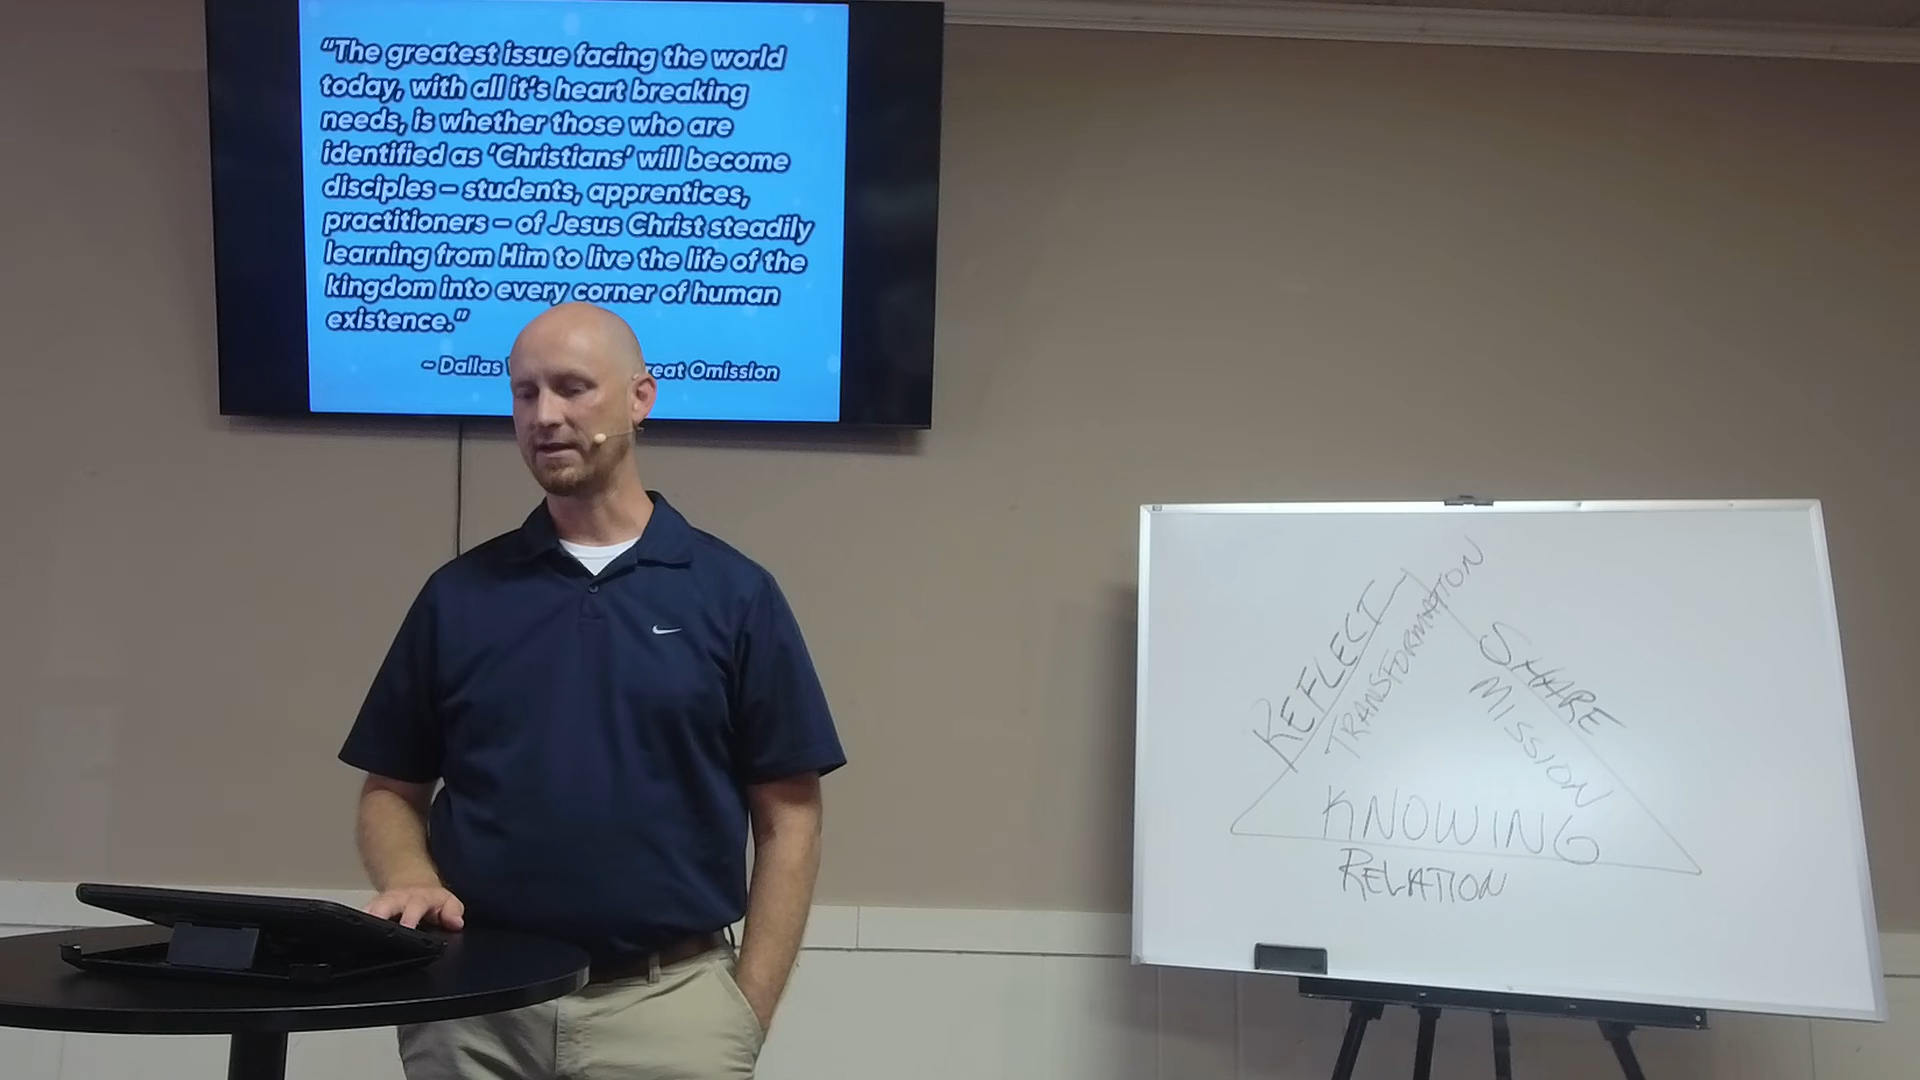 “The greatest issue facing the world
today, with all it’s heart breaking
needs, is whether those who are
identified as ‘Christians’ will become
disciples – students, apprentices,
practitioners – of Jesus Christ steadily
learning from Him to live the life of the
kingdom into every corner of human
existence.”
~ Dallas reat Omission
REFLECT
TRANSFORMATION
SHARE
MISSION
KNOWING
RELATION